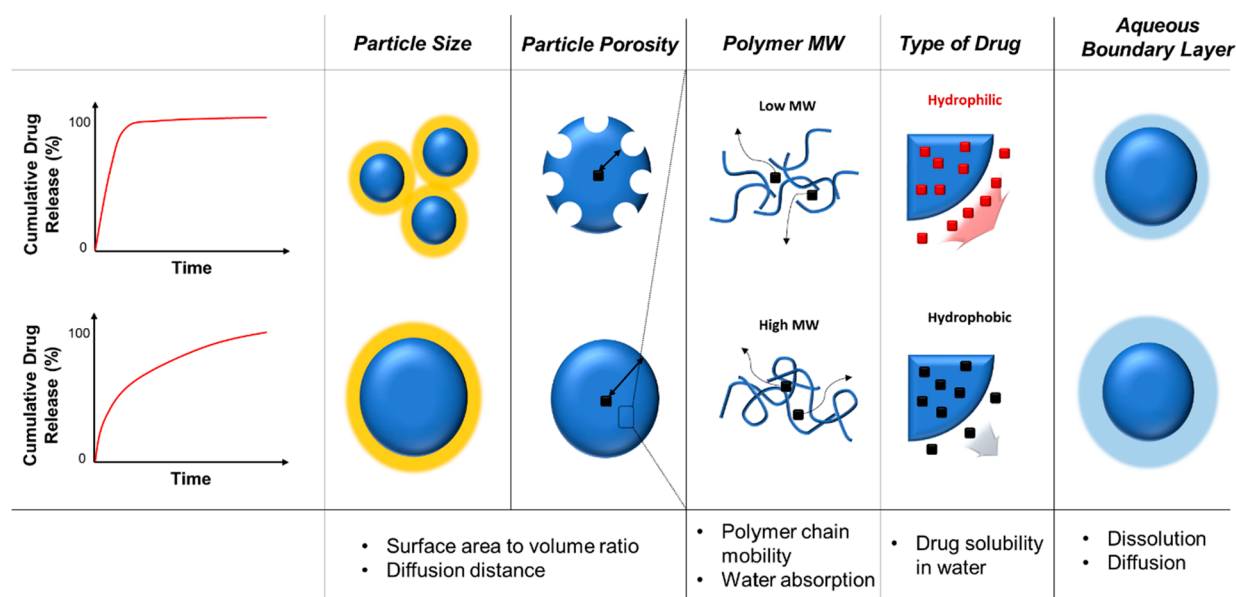 Particle Size
Particle Porosity
Polymer MW
Type of Drug
Aqueous
Boundary Layer
Cumulative Drug
Release (%)
100
0
Time
Low MW
Hydrophilic
Cumulative Drug
Release (%)
100
0
Time
High MW
Hydrophobic
• Surface area to volume ratio
• Diffusion distance
• Polymer chain
mobility
• Water absorption
• Drug solubility
in water
• Dissolution
• Diffusion